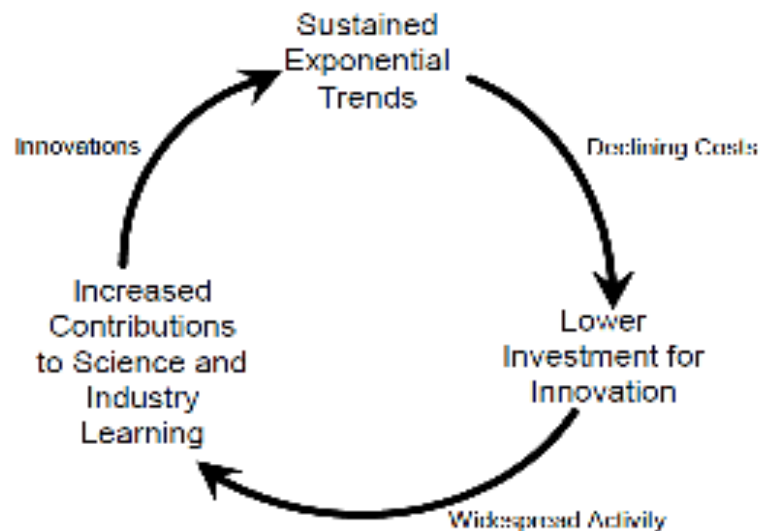 Sustained
Exponential
Trends
Innovations
Declining Costs
Increased
Contributions
to Science and
Industry
Learning
Lower
Investment for
Innovation
Widespread Activity